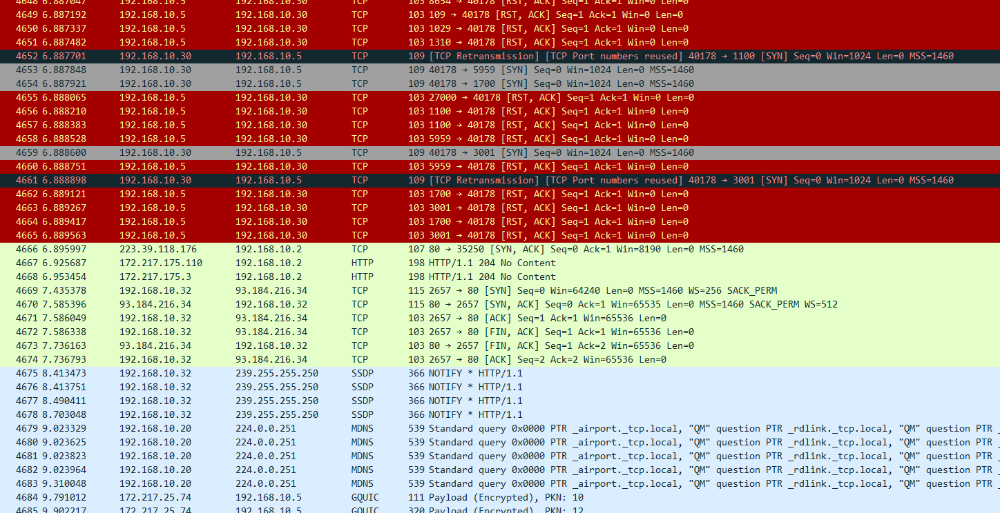 4648 6.887047 192.168.10.5 192.168.10.30 TCP 103 8654 → 40178 [RST, ACK] Seq=1 Ack=1 Win=0 Len=0
4649 6.887192 192.168.10.5 192.168.10.30 TCP 103 109 → 40178 [RST, ACK] Seq=1 Ack=1 Win=0 Len=0
4650 6.887337 192.168.10.5 192.168.10.30 TCP 103 1029 → 40178 [RST, ACK] Seq=1 Ack=1 Win=0 Len=0
4651 6.887482 192.168.10.5 192.168.10.30 TCP 103 1310 → 40178 [RST, ACK] Seq=1 Ack=1 Win=0 Len=0
4652 6.887701 192.168.10.30 192.168.10.5 TCP 109 [TCP Retransmission] [TCP Port numbers reused] 40178 → 1100 [SYN] Seq=0 Win=1024 Len=0 MSS=1460
4653 6.887848 192.168.10.30 192.168.10.5 TCP 109 40178 → 5959 [SYN] Seq=0 Win=1024 Len=0 MSS=1460
4654 6.887921 192.168.10.30 192.168.10.5 TCP 109 40178 → 1700 [SYN] Seq=0 Win=1024 Len=0 MSS=1460
4655 6.888065 192.168.10.5 192.168.10.30 TCP 103 27000 → 40178 [RST, ACK] Seq=1 Ack=1 Win=0 Len=0
4656 6.888210 192.168.10.5 192.168.10.30 TCP 103 1100 → 40178 [RST, ACK] Seq=1 Ack=1 Win=0 Len=0
4657 6.888383 192.168.10.5 192.168.10.30 TCP 103 1100 → 40178 [RST, ACK] Seq=1 Ack=1 Win=0 Len=0
4658 6.888528 192.168.10.5 192.168.10.30 TCP 103 5959 → 40178 [RST, ACK] Seq=1 Ack=1 Win=0 Len=0
4659 6.888600 192.168.10.30 192.168.10.5 TCP 109 40178 → 3001 [SYN] Seq=0 Win=1024 Len=0 MSS=1460
4660 6.888751 192.168.10.5 192.168.10.30 TCP 103 5959 → 40178 [RST, ACK] Seq=1 Ack=1 Win=0 Len=0
4661 6.888898 192.168.10.30 192.168.10.5 TCP 109 [TCP Retransmission] [TCP Port numbers reused] 40178 → 3001 [SYN] Seq=0 Win=1024 Len=0 MSS=1460
4662 6.889121 192.168.10.5 192.168.10.30 TCP 103 1700 → 40178 [RST, ACK] Seq=1 Ack=1 Win=0 Len=0
4663 6.889267 192.168.10.5 192.168.10.30 TCP 103 3001 → 40178 [RST, ACK] Seq=1 Ack=1 Win=0 Len=0
4664 6.889417 192.168.10.5 192.168.10.30 TCP 103 1700 → 40178 [RST, ACK] Seq=1 Ack=1 Win=0 Len=0
4665 6.889563 192.168.10.5 192.168.10.30 TCP 103 3001 → 40178 [RST, ACK] Seq=1 Ack=1 Win=0 Len=0
4666 6.895997 223.39.118.176 192.168.10.2 TCP 107 80 → 35250 [SYN, ACK] Seq=0 Ack=1 Win=8190 Len=0 MSS=1460
4667 6.925687 172.217.175.110 192.168.10.2 HTTP 198 HTTP/1.1 204 No Content
4668 6.953454 172.217.175.3 192.168.10.2 HTTP 198 HTTP/1.1 204 No Content
4669 7.435378 192.168.10.32 93.184.216.34 TCP 115 2657 → 80 [SYN] Seq=0 Win=64240 Len=0 MSS=1460 WS=256 SACK_PERM
4670 7.585396 93.184.216.34 192.168.10.32 TCP 115 80 → 2657 [SYN, ACK] Seq=0 Ack=1 Win=65535 Len=0 MSS=1460 SACK_PERM WS=512
4671 7.586049 192.168.10.32 93.184.216.34 TCP 103 2657 → 80 [ACK] Seq=1 Ack=1 Win=65536 Len=0
4672 7.586338 192.168.10.32 93.184.216.34 TCP 103 2657 → 80 [FIN, ACK] Seq=1 Ack=1 Win=65536 Len=0
4673 7.736163 93.184.216.34 192.168.10.32 TCP 103 80 → 2657 [FIN, ACK] Seq=1 Ack=2 Win=65536 Len=0
4674 7.736793 192.168.10.32 93.184.216.34 TCP 103 2657 → 80 [ACK] Seq=2 Ack=2 Win=65536 Len=0
4675 8.413473 192.168.10.32 239.255.255.250 SSDP 366 NOTIFY * HTTP/1.1
4676 8.413751 192.168.10.32 239.255.255.250 SSDP 366 NOTIFY * HTTP/1.1
4677 8.490411 192.168.10.32 239.255.255.250 SSDP 366 NOTIFY * HTTP/1.1
4678 8.703048 192.168.10.32 239.255.255.250 SSDP 366 NOTIFY * HTTP/1.1
4679 9.023329 192.168.10.20 224.0.0.251 MDNS 539 Standard query 0x0000 PTR _airport._tcp.local, "QM" question PTR _rdlink._tcp.local, "QM" question PTR _
4680 9.023625 192.168.10.20 224.0.0.251 MDNS 539 Standard query 0x0000 PTR _airport._tcp.local, "QM" question PTR _rdlink._tcp.local, "QM" question PTR _
4681 9.023823 192.168.10.20 224.0.0.251 MDNS 539 Standard query 0x0000 PTR _airport._tcp.local, "QM" question PTR _rdlink._tcp.local, "QM" question PTR _
4682 9.023964 192.168.10.20 224.0.0.251 MDNS 539 Standard query 0x0000 PTR _airport._tcp.local, "QM" question PTR _rdlink._tcp.local, "QM" question PTR _
4683 9.310048 192.168.10.20 224.0.0.251 MDNS 539 Standard query 0x0000 PTR _airport._tcp.local, "QM" question PTR _rdlink._tcp.local, "QM" question PTR _
4684 9.791012 172.217.25.74 192.168.10.5 GQUIC 111 Payload (Encrypted), PKN: 10
4685 9.902217 172.217.25.74 192.168.10.5 GQUIC 320 Payload (Encrypted), PKN: 12